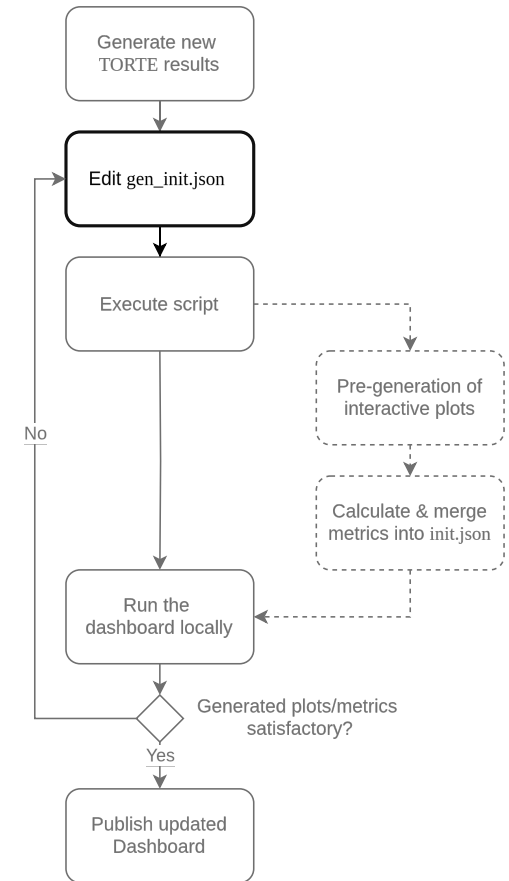 Generate new
TORTE results
Edit gen_init.json
Execute script
Pre-generation of
interactive plots
No
Calculate & merge
metrics into init.json
Run the
dashboard locally
Generated plots/metrics
satisfactory?
Yes
Publish updated
Dashboard